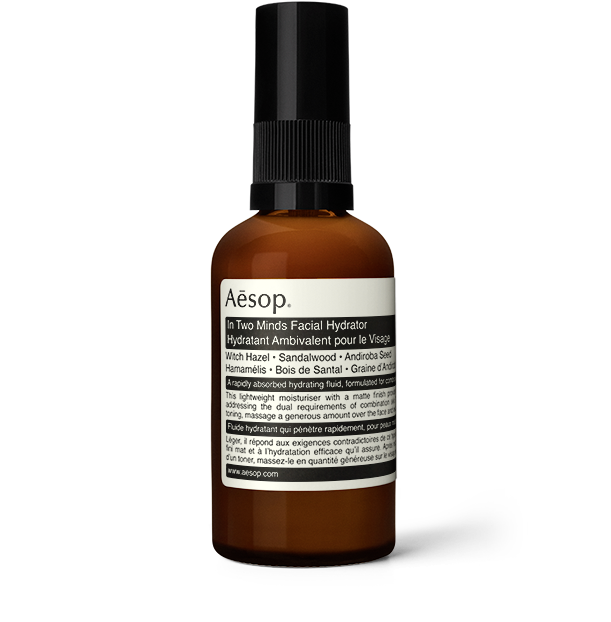 Aēsop®
In Two Minds Facial Hydrator
Hydratant Ambivalent pour le Visage
Witch Hazel • Sandalwood • Andiroba Seed
Hamamélis • Bois de Santal • Graine d'Andiro
A rapidly absorbed hydrating fluid, formulated for
This lightweight moisturiser with a matte finish
addressing the dual requirements of combination
toning, massage a generous amount over the face and
Fluide hydratant qui pénètre rapidement, pour peaux
Léger, il répond aux exigences contradictoires de
fini mat et à l'hydratation efficace qu'il assure. Après
d'un toner, massez-le en quantité généreuse sur le
www.aesop.com